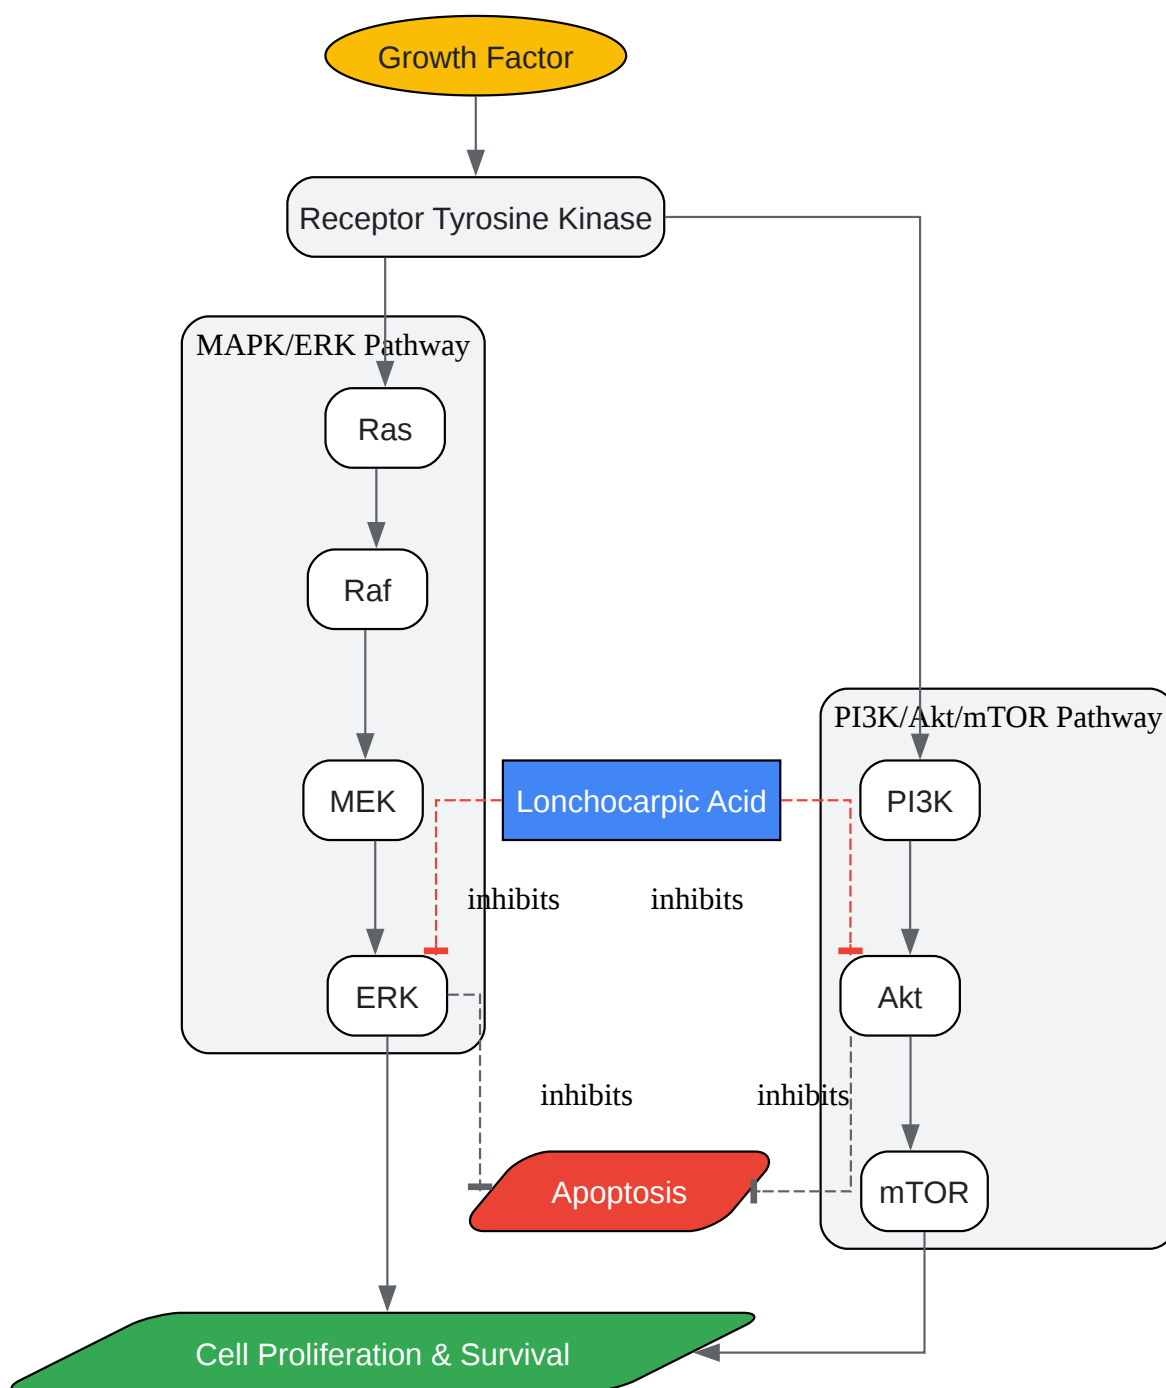 Growth Factor
Receptor Tyrosine Kinase
MAPK/ERK Pathway
Ras
Raf
PI3K/Akt/mTOR Pathway
MEK
Lonchocarpic Acid
PI3K
inhibits
inhibits
ERK
Akt
inhibits
inhibits
Apoptosis
mTOR
Cell Proliferation & Survival